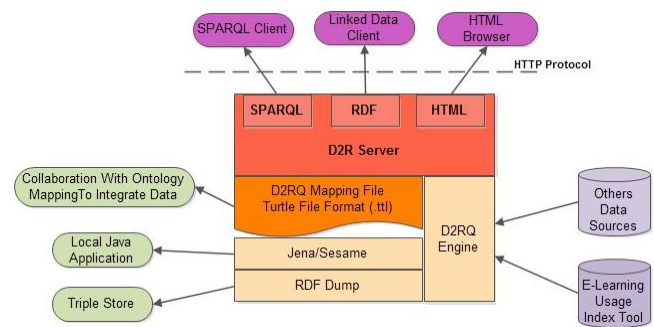 SPARQL Client
Linked Data
Client
HTML
Browser
HTTP Protocol
SPARQL
RDF
HTML
D2R Server
Collaboration With Ontology
MappingTo Integrate Data
D2RQ Mapping File
Turtle File Format (.ttl)
D2RQ
Engine
Others
Data
Sources
Local Java
Application
Jena/Sesame
RDF Dump
Triple Store
E-Learning
Usage
Index Tool